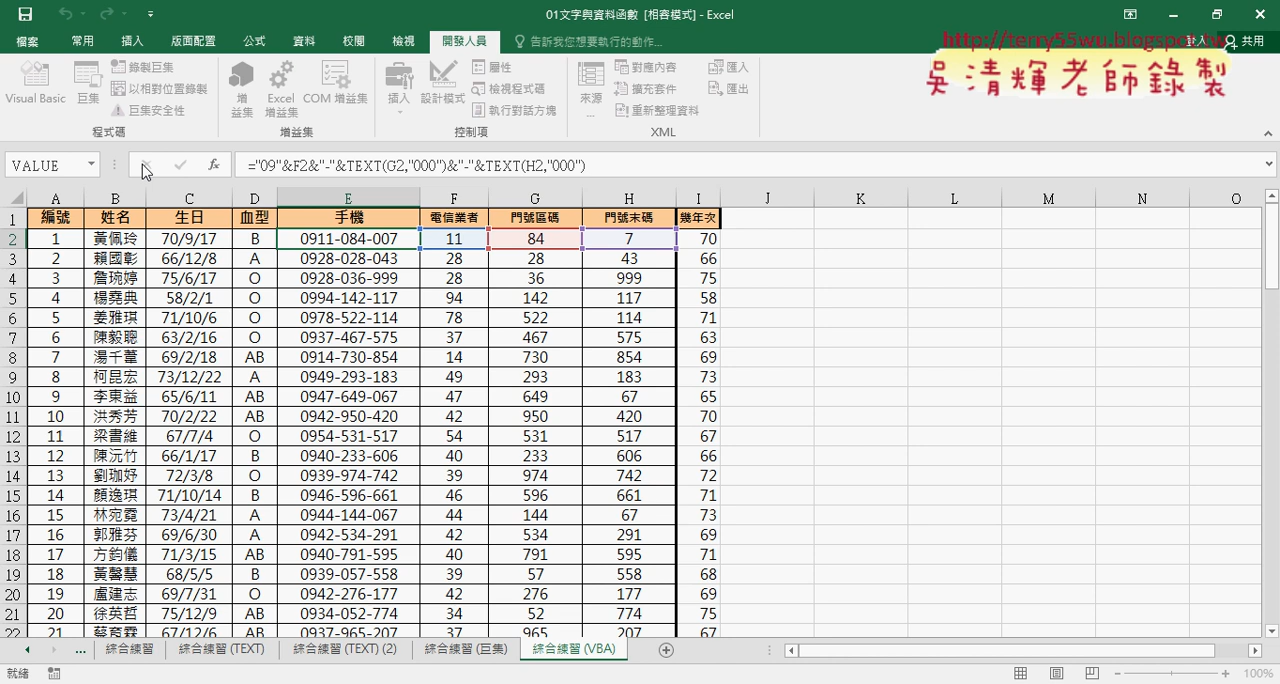 01文字與資料函數 [相容模式] - Excel
檔案 常用 插入 版面配置 公式 資料 校閱 檢視 開發人員 告訴我您想要執行的動作... 登入 共用
http://terry55wu.blogspot.tw
吳清輝老師錄製
Visual Basic 巨集 錄製巨集 以相對位置錄製 巨集安全性
增益集 Excel 增益集 COM 增益集
插入 設計模式 屬性 檢視程式碼 執行對話方塊
來源... 對應內容 擴充套件 重新整理資料 匯入 匯出
程式碼 增益集 控制項 XML
VALUE fx ="09"&F2&"-"&TEXT(G2,"000")&"-"&TEXT(H2,"000")
A B C D E F G H I J K L M N O
1 編號 姓名 生日 血型 手機 電信業者 門號區碼 門號末碼 幾年次
2 1 黃佩玲 70/9/17 B 0911-084-007 11 84 7 70
3 2 賴國彰 66/12/8 A 0928-028-043 28 28 43 66
4 3 詹琬婷 75/6/17 O 0928-036-999 28 36 999 75
5 4 楊堯典 58/2/1 O 0994-142-117 94 142 117 58
6 5 姜雅琪 71/10/6 O 0978-522-114 78 522 114 71
7 6 陳毅聰 63/2/16 O 0937-467-575 37 467 575 63
8 7 湯千蕙 69/2/18 AB 0914-730-854 14 730 854 69
9 8 柯昆宏 73/12/22 A 0949-293-183 49 293 183 73
10 9 李東益 65/6/11 AB 0947-649-067 47 649 67 65
11 10 洪秀芳 70/2/22 AB 0942-950-420 42 950 420 70
12 11 梁書維 67/7/4 O 0954-531-517 54 531 517 67
13 12 陳沅竹 66/1/17 B 0940-233-606 40 233 606 66
14 13 劉珈妤 72/3/8 O 0939-974-742 39 974 742 72
15 14 顏逸琪 71/10/14 B 0946-596-661 46 596 661 71
16 15 林宛霓 73/4/21 A 0944-144-067 44 144 67 73
17 16 郭雅芬 69/6/30 A 0942-534-291 42 534 291 69
18 17 方鈞儀 71/3/15 AB 0940-791-595 40 791 595 71
19 18 黃馨慧 68/5/5 B 0939-057-558 39 57 558 68
20 19 盧建志 69/7/31 O 0942-276-177 42 276 177 69
21 20 徐英哲 75/12/9 AB 0934-052-774 34 52 774 75
22 21 蔡育霖 67/12/6 AB 0937-965-207 37 965 207 67
... 綜合練習 綜合練習 (TEXT) 綜合練習 (TEXT) (2) 綜合練習 (巨集) 綜合練習 (VBA)
就緒 100%